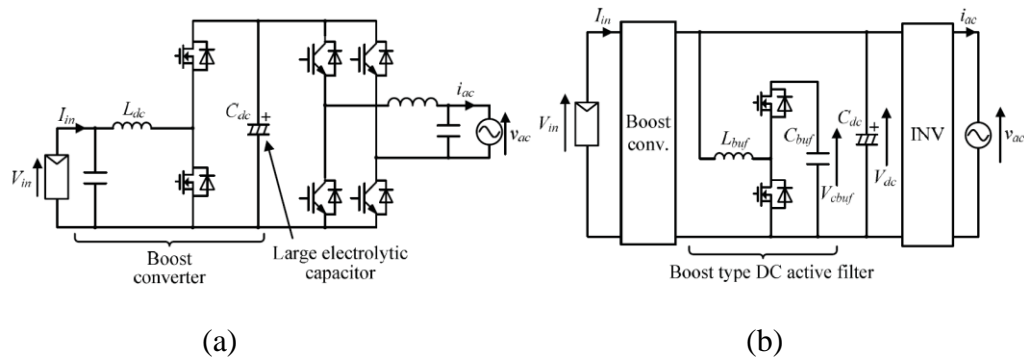 I_in
L_dc
C_dc
i_ac
V_in
v_ac
Boost
converter
Large electrolytic
capacitor
(a)
I_in
i_ac
V_in
Boost
conv.
L_buf
C_buf
C_dc
V_cbuf
V_dc
INV
v_ac
Boost type DC active filter
(b)